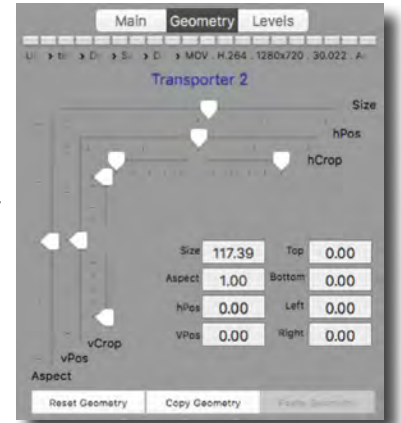 Main Geometry Levels
MOV . H.264 . 1280x720 . 30.022 .
Transporter 2
Size
hPos
hCrop
Size 117.39 Top 0.00
Aspect 1.00 Bottom 0.00
hPos 0.00 Left 0.00
VPos 0.00 Right 0.00
vCrop
vPos
Aspect
Reset Geometry Copy Geometry Paste Geometry